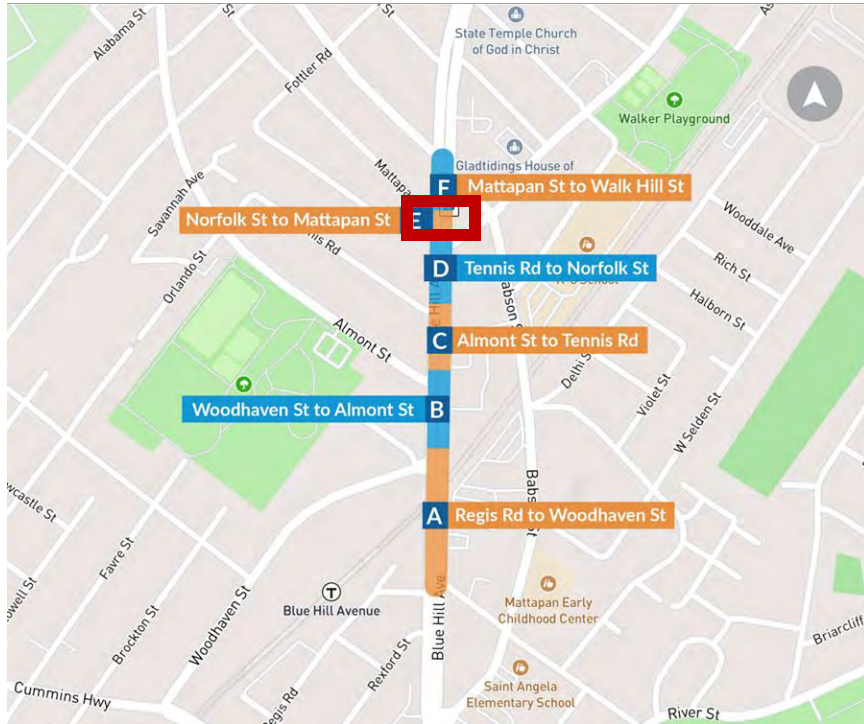 Alabama St
Fottler Rd
State Temple Church
of God in Christ
Walker Playground
Gladtidings House of
Mattapan
F
Mattapan St to Walk Hill St
Norfolk St to Mattapan St
E
Savannah Ave
Orlando St
Wooddale Ave
Rich St
Halborn St
D
Tennis Rd to Norfolk St
Babson St
C
Almont St to Tennis Rd
Almont St
Delhi St
Violet St
W Selden St
Woodhaven St to Almont St
B
A
Regis Rd to Woodhaven St
Favre St
Brockton St
Woodhaven St
T
Blue Hill Avenue
Blue Hill Ave
Mattapan Early
Childhood Center
Rexford St
Regis Rd
Saint Angela
Elementary School
Cummins Hwy
River St